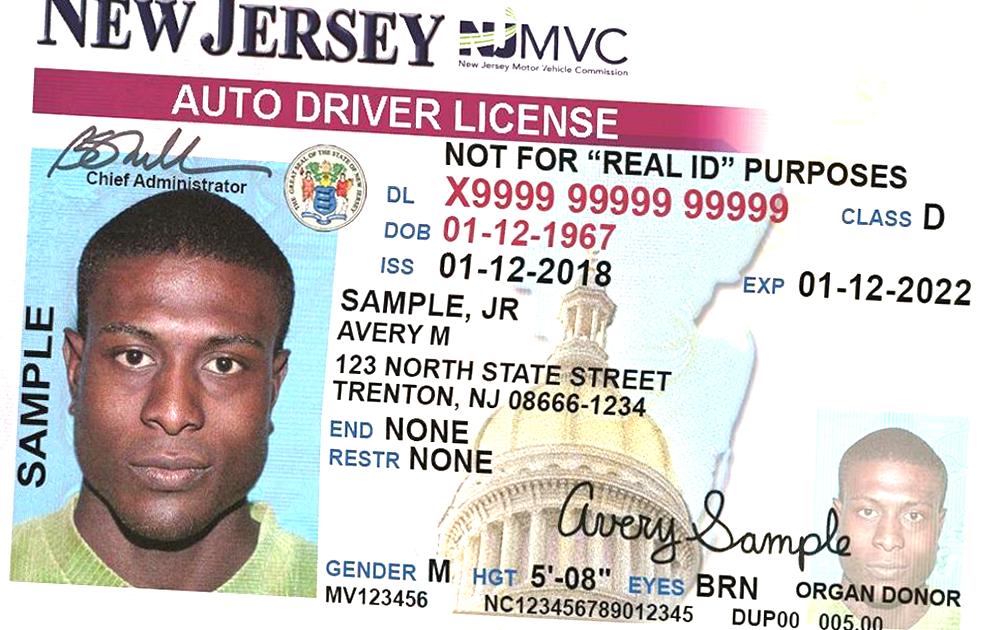 NEW JERSEY NJMVC
New Jersey Motor Vehicle Commission
AUTO DRIVER LICENSE
Chief Administrator
THE GREAT SEAL OF THE STATE OF NEW JERSEY
NOT FOR “REAL ID” PURPOSES
DL X9999 99999 99999 CLASS D
DOB 01-12-1967
ISS 01-12-2018 EXP 01-12-2022
SAMPLE, JR
AVERY M
123 NORTH STATE STREET
TRENTON, NJ 08666-1234
END NONE
RESTR NONE
SAMPLE
Avery Sample
GENDER M HGT 5'-08" EYES BRN ORGAN DONOR
MV123456 NC123456789012345 DUP00 005.00